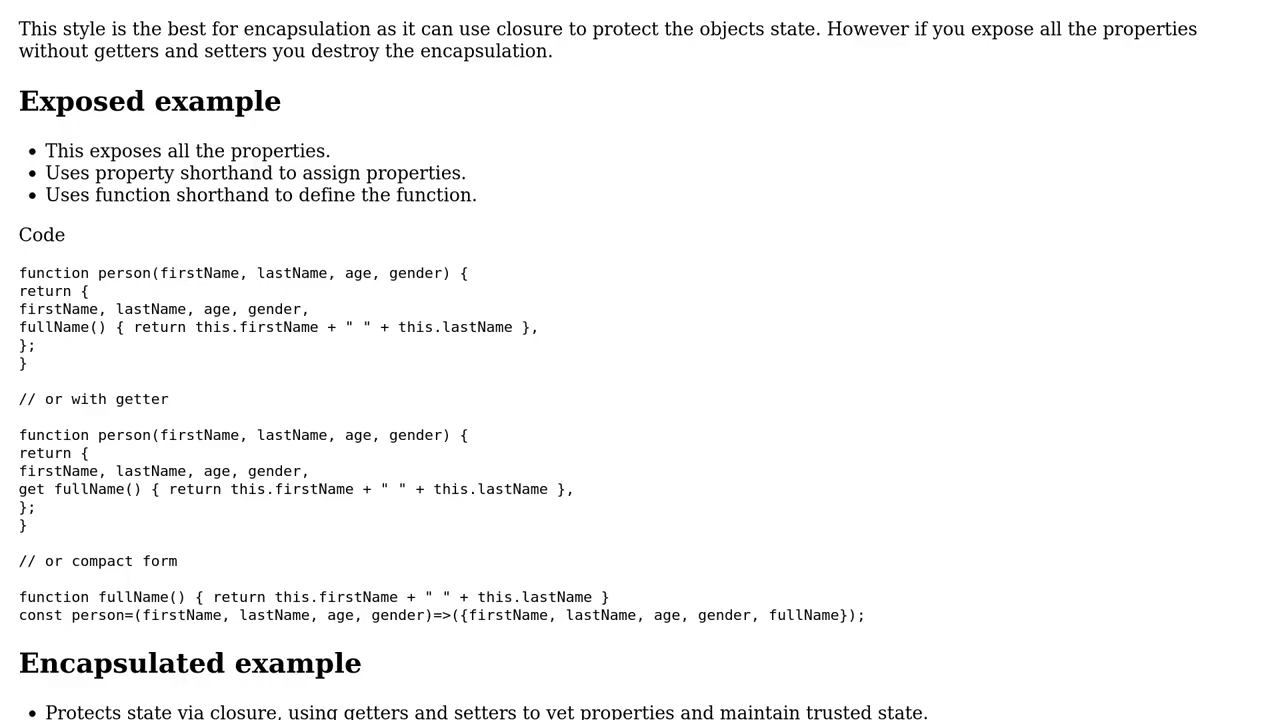 This style is the best for encapsulation as it can use closure to protect the objects state. However if you expose all the properties
without getters and setters you destroy the encapsulation.
Exposed example
• This exposes all the properties.
• Uses property shorthand to assign properties.
• Uses function shorthand to define the function.
Code
function person(firstName, lastName, age, gender) {
return {
firstName, lastName, age, gender,
fullName() { return this.firstName + " " + this.lastName },
};
}
// or with getter
function person(firstName, lastName, age, gender) {
return {
firstName, lastName, age, gender,
get fullName() { return this.firstName + " " + this.lastName },
};
}
// or compact form
function fullName() { return this.firstName + " " + this.lastName }
const person=(firstName, lastName, age, gender)=>({firstName, lastName, age, gender, fullName});
Encapsulated example
• Protects state via closure, using getters and setters to vet properties and maintain trusted state.